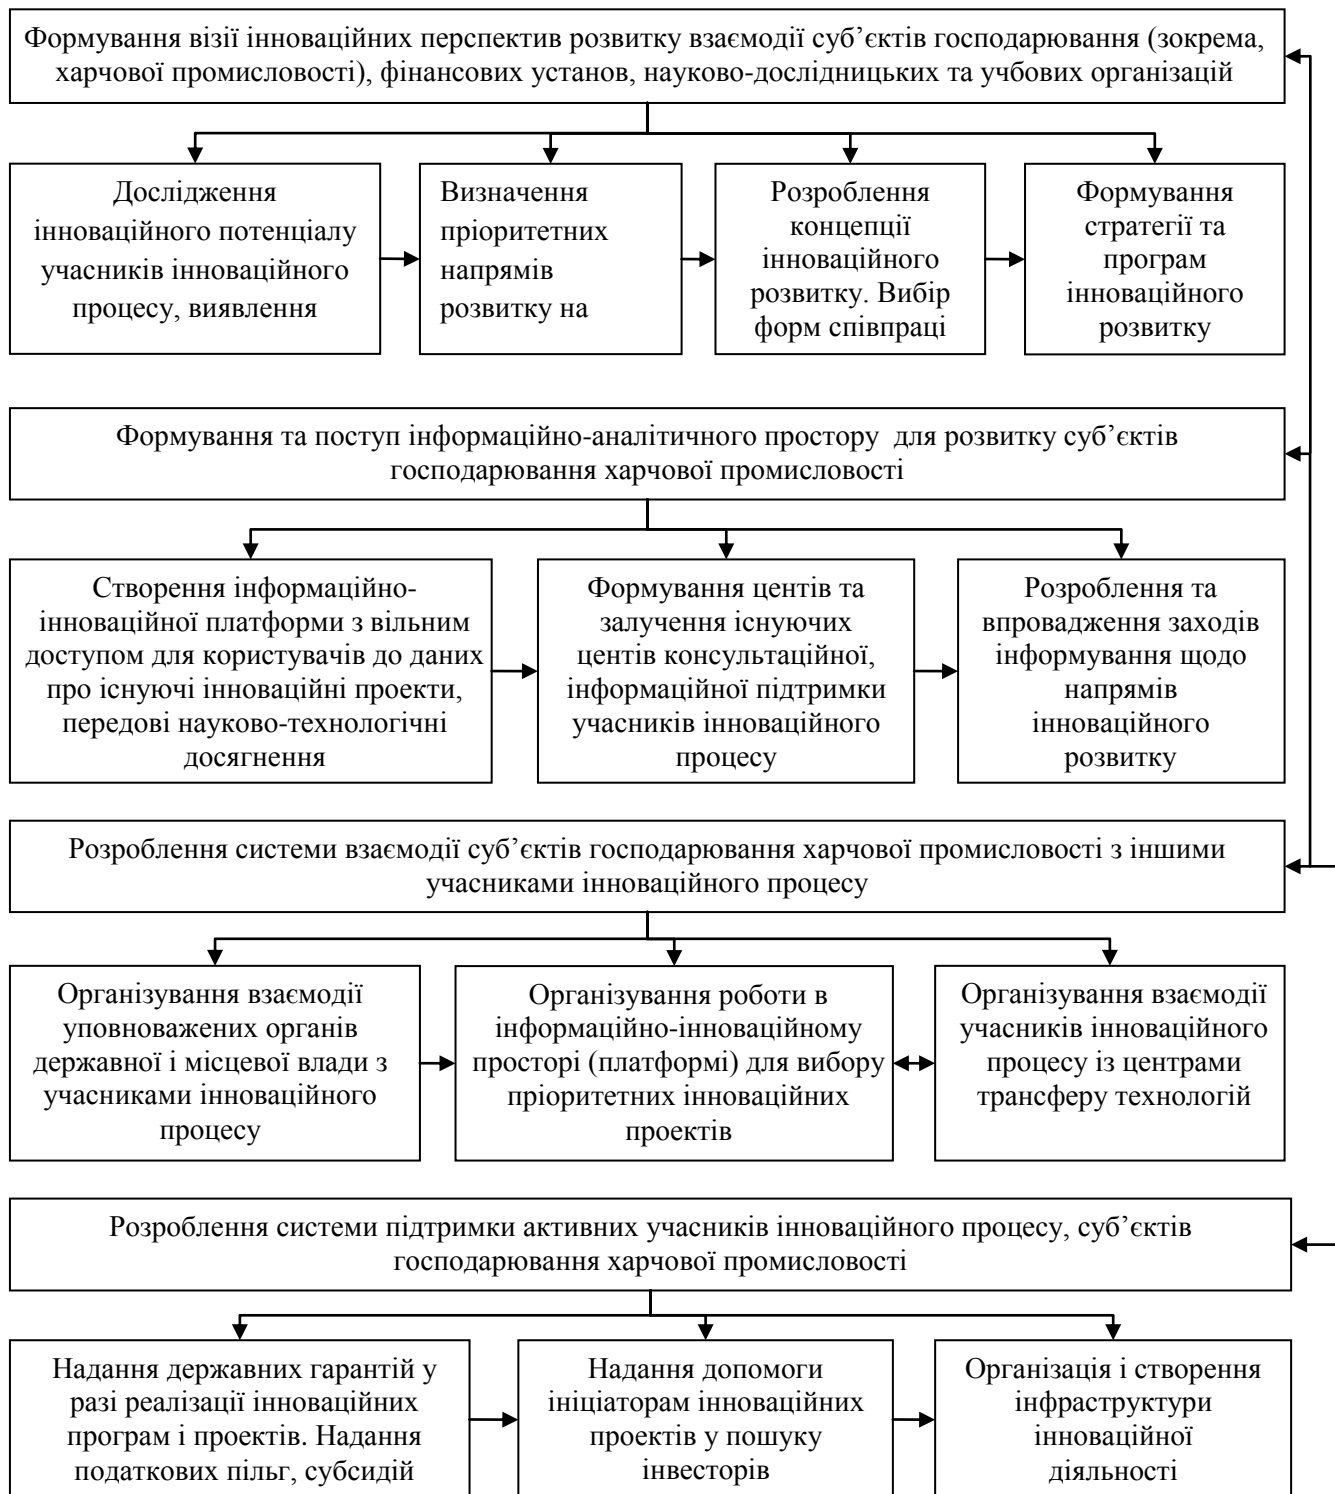 Формування візії інноваційних перспектив розвитку взаємодії суб’єктів господарювання (зокрема,
харчової промисловості), фінансових установ, науково-дослідницьких та учбових організацій
Дослідження
інноваційного потенціалу
учасників інноваційного
процесу, виявлення
Визначення
пріоритетних
напрямів
розвитку на
Розроблення
концепції
інноваційного
розвитку. Вибір
форм співпраці
Формування
стратегії та
програм
інноваційного
розвитку
Формування та поступ інформаційно-аналітичного простору для розвитку суб’єктів
господарювання харчової промисловості
Створення інформаційно-
інноваційної платформи з вільним
доступом для користувачів до даних
про існуючі інноваційні проекти,
передові науково-технологічні
досягнення
Формування центів та
залучення існуючих
центів консультаційної,
інформаційної підтримки
учасників інноваційного
процесу
Розроблення та
впровадження заходів
інформування щодо
напрямів
інноваційного
розвитку
Розроблення системи взаємодії суб’єктів господарювання харчової промисловості з іншими
учасниками інноваційного процесу
Організування взаємодії
уповноважених органів
державної і місцевої влади з
учасниками інноваційного
процесу
Організування роботи в
інформаційно-інноваційному
просторі (платформі) для вибору
пріоритетних інноваційних
проектів
Організування взаємодії
учасників інноваційного
процесу із центрами
трансферу технологій
Розроблення системи підтримки активних учасників інноваційного процесу, суб’єктів
господарювання харчової промисловості
Надання державних гарантій у
разі реалізації інноваційних
програм і проектів. Надання
податкових пільг, субсидій
Надання допомоги
ініціаторам інноваційних
проектів у пошуку
інвесторів
Організація і створення
інфраструктури
інноваційної
діяльності